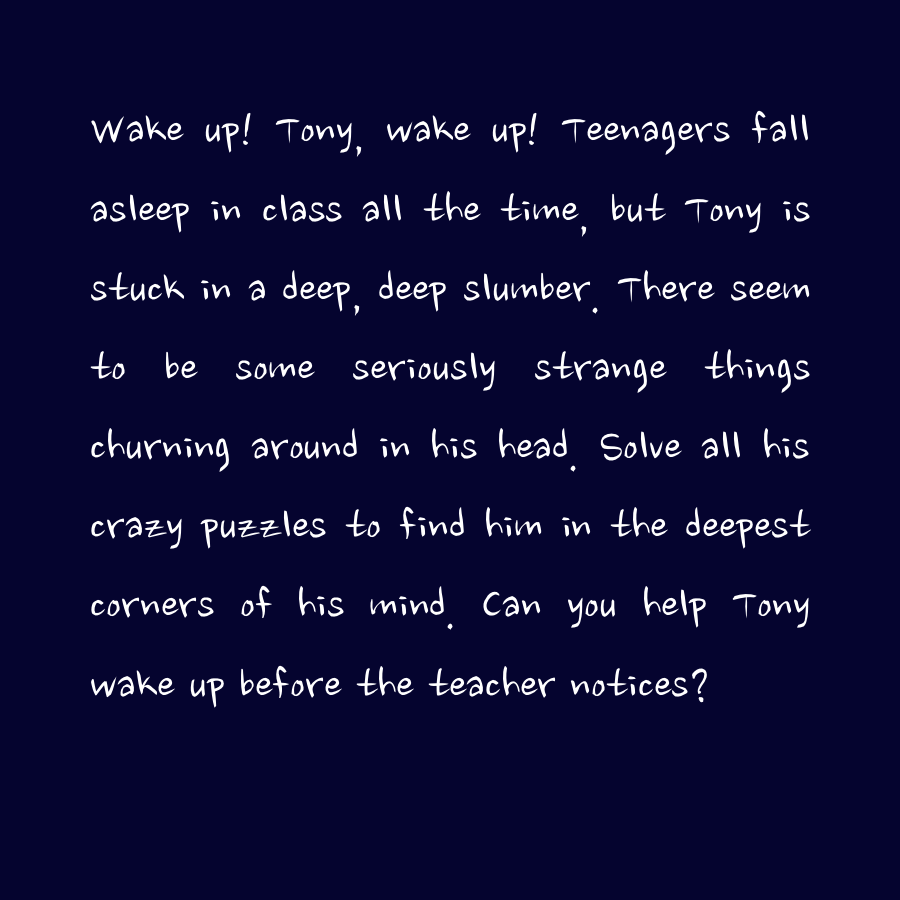 Wake up! Tony, wake up! Teenagers fall
asleep in class all the time, but Tony is
stuck in a deep, deep slumber. There seem
to be some seriously strange things
churning around in his head. Solve all his
crazy puzzles to find him in the deepest
corners of his mind. Can you help Tony
wake up before the teacher notices?